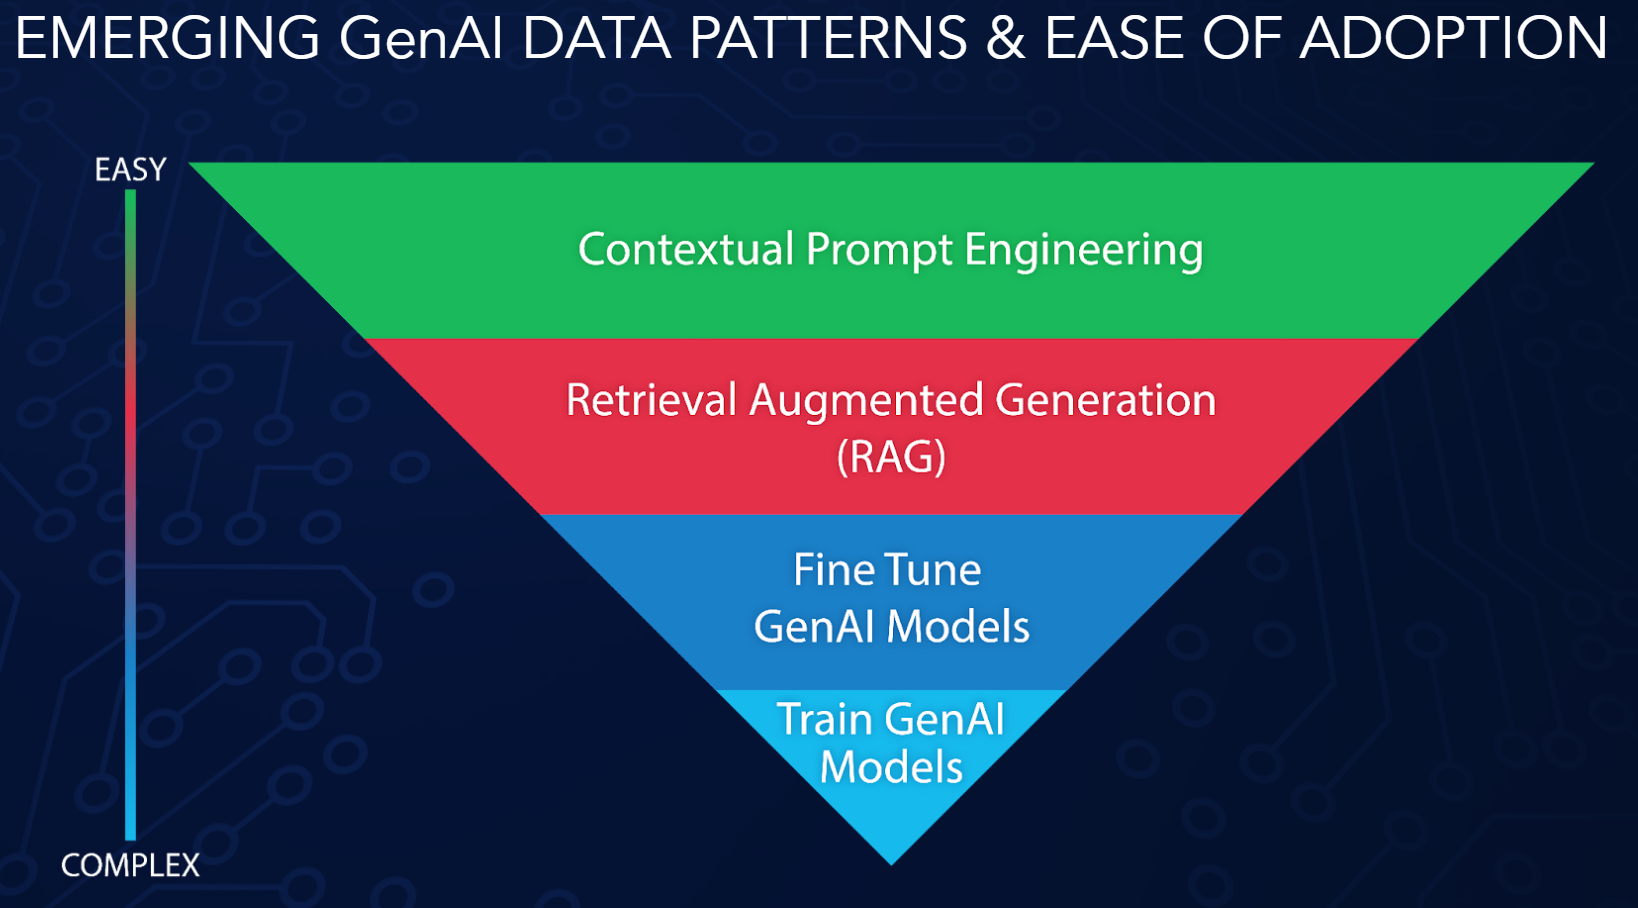 EMERGING GenAI DATA PATTERNS & EASE OF ADOPTION
EASY
Contextual Prompt Engineering
Retrieval Augmented Generation
(RAG)
Fine Tune
GenAI Models
Train GenAI
Models
COMPLEX